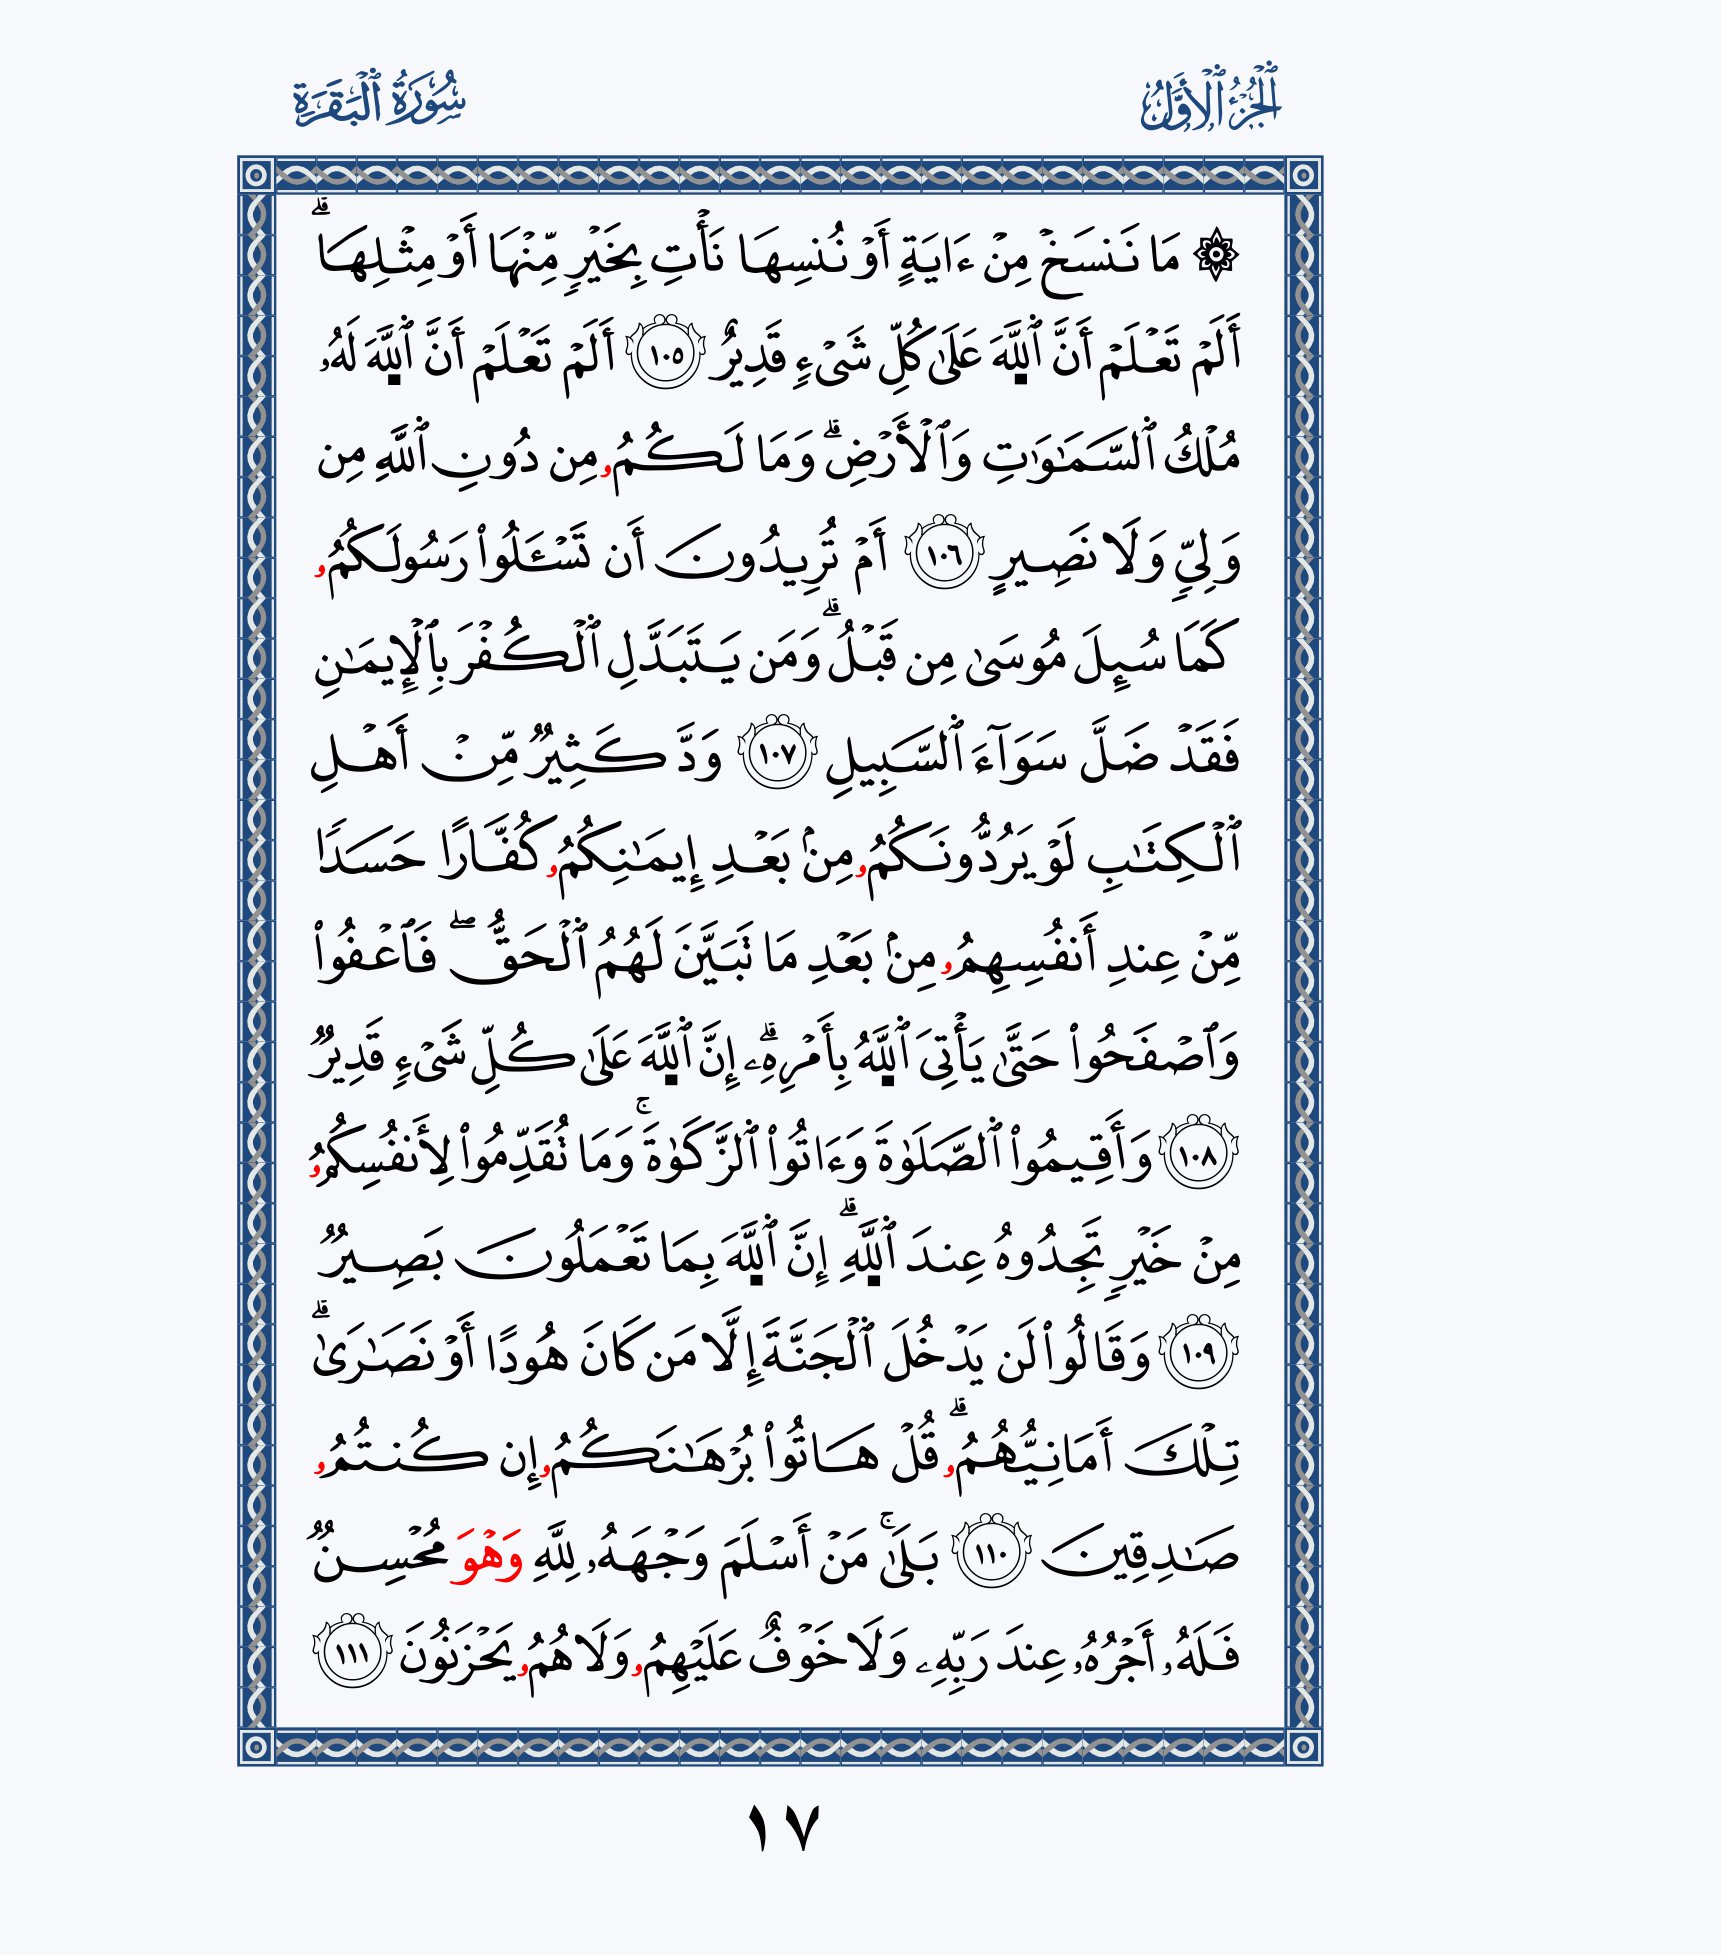 ٱلْجُزْءُ ٱلْأَوَّلُ
سُورَةُ ٱلْبَقَرَةِ
۞ مَا نَنسَخْ مِنْ ءَايَةٍ أَوْ نُنسِهَا نَأْتِ بِخَيْرٍ مِّنْهَا أَوْ مِثْلِهَاۗ
أَلَمْ تَعْلَمْ أَنَّ ٱللَّهَ عَلَىٰ كُلِّ شَىْءٍ قَدِيرٌ ١٠٥ أَلَمْ تَعْلَمْ أَنَّ ٱللَّهَ لَهُۥ
مُلْكُ ٱلسَّمَـٰوَٰتِ وَٱلْأَرْضِۗ وَمَا لَكُمُۥ مِن دُونِ ٱللَّهِ مِن
وَلِىٍّ وَلَا نَصِيرٍ ١٠٦ أَمْ تُرِيدُونَ أَن تَسْـَٔلُوا۟ رَسُولَكُمُۥ
كَمَا سُئِلَ مُوسَىٰ مِن قَبْلُۗ وَمَن يَتَبَدَّلِ ٱلْكُفْرَ بِٱلْإِيمَـٰنِ
فَقَدْ ضَلَّ سَوَآءَ ٱلسَّبِيلِ ١٠٧ وَدَّ كَثِيرٌ مِّنْ أَهْلِ
ٱلْكِتَـٰبِ لَوْ يَرُدُّونَكُمُۥ مِنۢ بَعْدِ إِيمَـٰنِكُمُۥ كُفَّارًا حَسَدًا
مِّنْ عِندِ أَنفُسِهِمُۥ مِنۢ بَعْدِ مَا تَبَيَّنَ لَهُمُ ٱلْحَقُّۖ فَٱعْفُوا۟
وَٱصْفَحُوا۟ حَتَّىٰ يَأْتِىَ ٱللَّهُ بِأَمْرِهِۦۗ إِنَّ ٱللَّهَ عَلَىٰ كُلِّ شَىْءٍ قَدِيرٌ
١٠٨ وَأَقِيمُوا۟ ٱلصَّلَوٰةَ وَءَاتُوا۟ ٱلزَّكَوٰةَۚ وَمَا تُقَدِّمُوا۟ لِأَنفُسِكُمُۥ
مِنْ خَيْرٍ تَجِدُوهُ عِندَ ٱللَّهِۗ إِنَّ ٱللَّهَ بِمَا تَعْمَلُونَ بَصِيرٌ
١٠٩ وَقَالُوا۟ لَن يَدْخُلَ ٱلْجَنَّةَ إِلَّا مَن كَانَ هُودًا أَوْ نَصَـٰرَىٰۗ
تِلْكَ أَمَانِيُّهُمُۥۗ قُلْ هَاتُوا۟ بُرْهَـٰنَكُمُۥ إِن كُنتُمُۥ
صَـٰدِقِينَ ١١٠ بَلَىٰۚ مَنْ أَسْلَمَ وَجْهَهُۥ لِلَّهِ وَهْوَ مُحْسِنٌ
فَلَهُۥ أَجْرُهُۥ عِندَ رَبِّهِۦ وَلَا خَوْفٌ عَلَيْهِمُۥ وَلَا هُمُۥ يَحْزَنُونَ ١١١
١٧